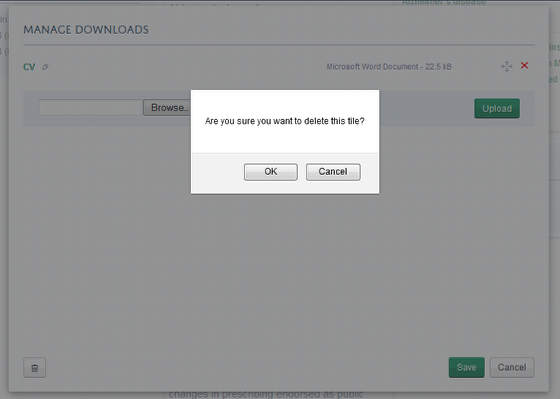 Alzheimer's disease
MANAGE DOWNLOADS
CV
Microsoft Word Document - 22.5 kB
Browse..
Upload
Are you sure you want to delete this file?
OK
Cancel
Save
Cancel
changes in prescribing endorsed as public